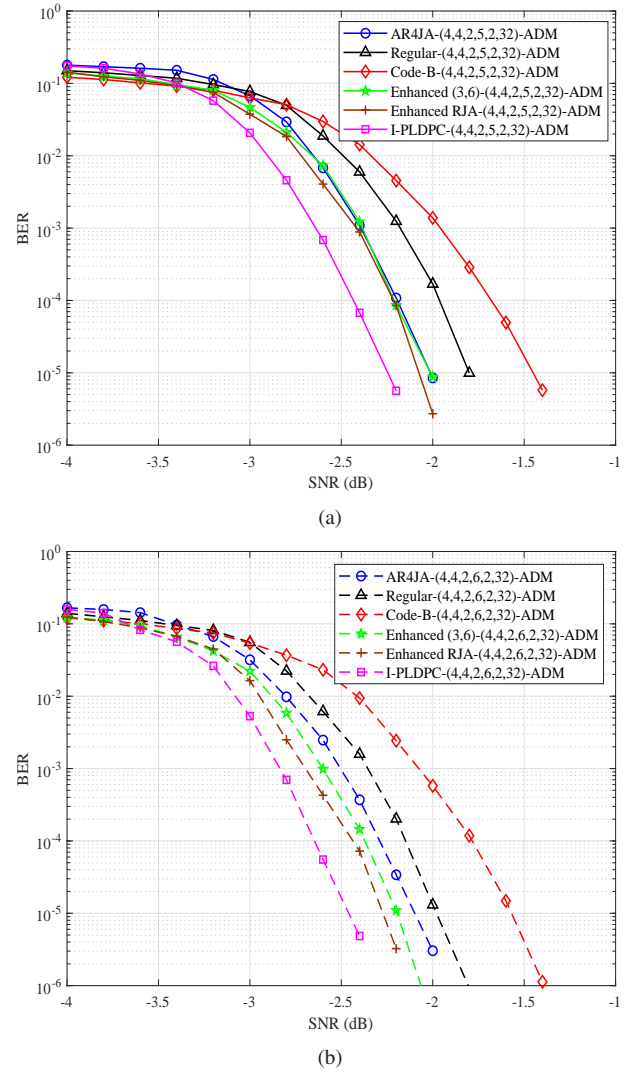 10^0
10^-1
10^-2
10^-3
10^-4
10^-5
10^-6
BER
AR4JA-(4,4,2,5,2,32)-ADM
Regular-(4,4,2,5,2,32)-ADM
Code-B-(4,4,2,5,2,32)-ADM
Enhanced (3,6)-(4,4,2,5,2,32)-ADM
Enhanced RJA-(4,4,2,5,2,32)-ADM
I-PLDPC-(4,4,2,5,2,32)-ADM
-4 -3.5 -3 -2.5 -2 -1.5 -1
SNR (dB)
(a)
10^0
10^-1
10^-2
10^-3
10^-4
10^-5
10^-6
BER
AR4JA-(4,4,2,6,2,32)-ADM
Regular-(4,4,2,6,2,32)-ADM
Code-B-(4,4,2,6,2,32)-ADM
Enhanced (3,6)-(4,4,2,6,2,32)-ADM
Enhanced RJA-(4,4,2,6,2,32)-ADM
I-PLDPC-(4,4,2,6,2,32)-ADM
-4 -3.5 -3 -2.5 -2 -1.5 -1
SNR (dB)
(b)